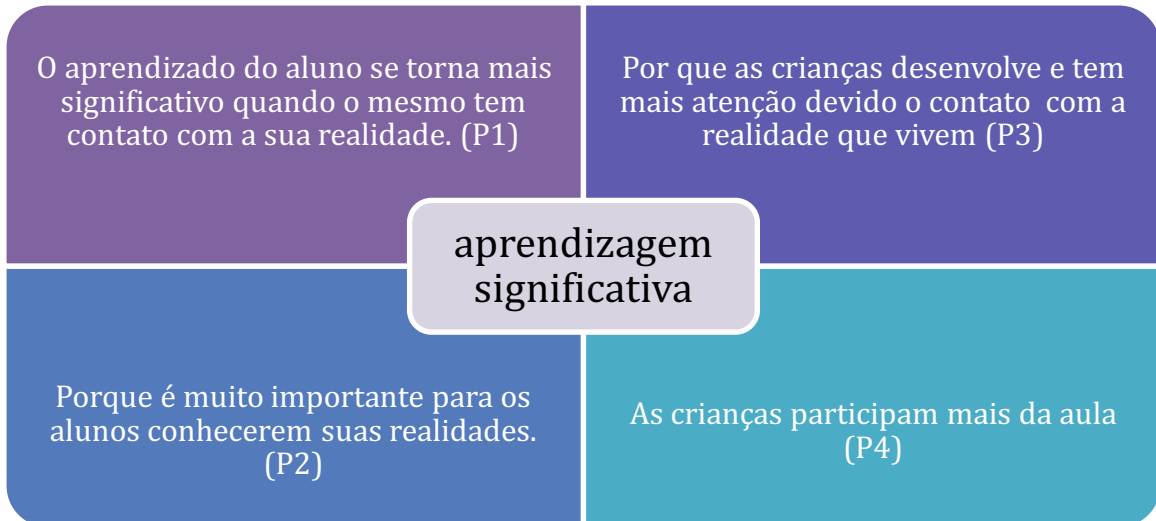 O aprendizado do aluno se torna mais
significativo quando o mesmo tem
contato com a sua realidade. (P1)
Por que as crianças desenvolve e tem
mais atenção devido o contato  com a
realidade que vivem (P3)
aprendizagem
significativa
Porque é muito importante para os
alunos conhecerem suas realidades.
(P2)
As crianças participam mais da aula
(P4)